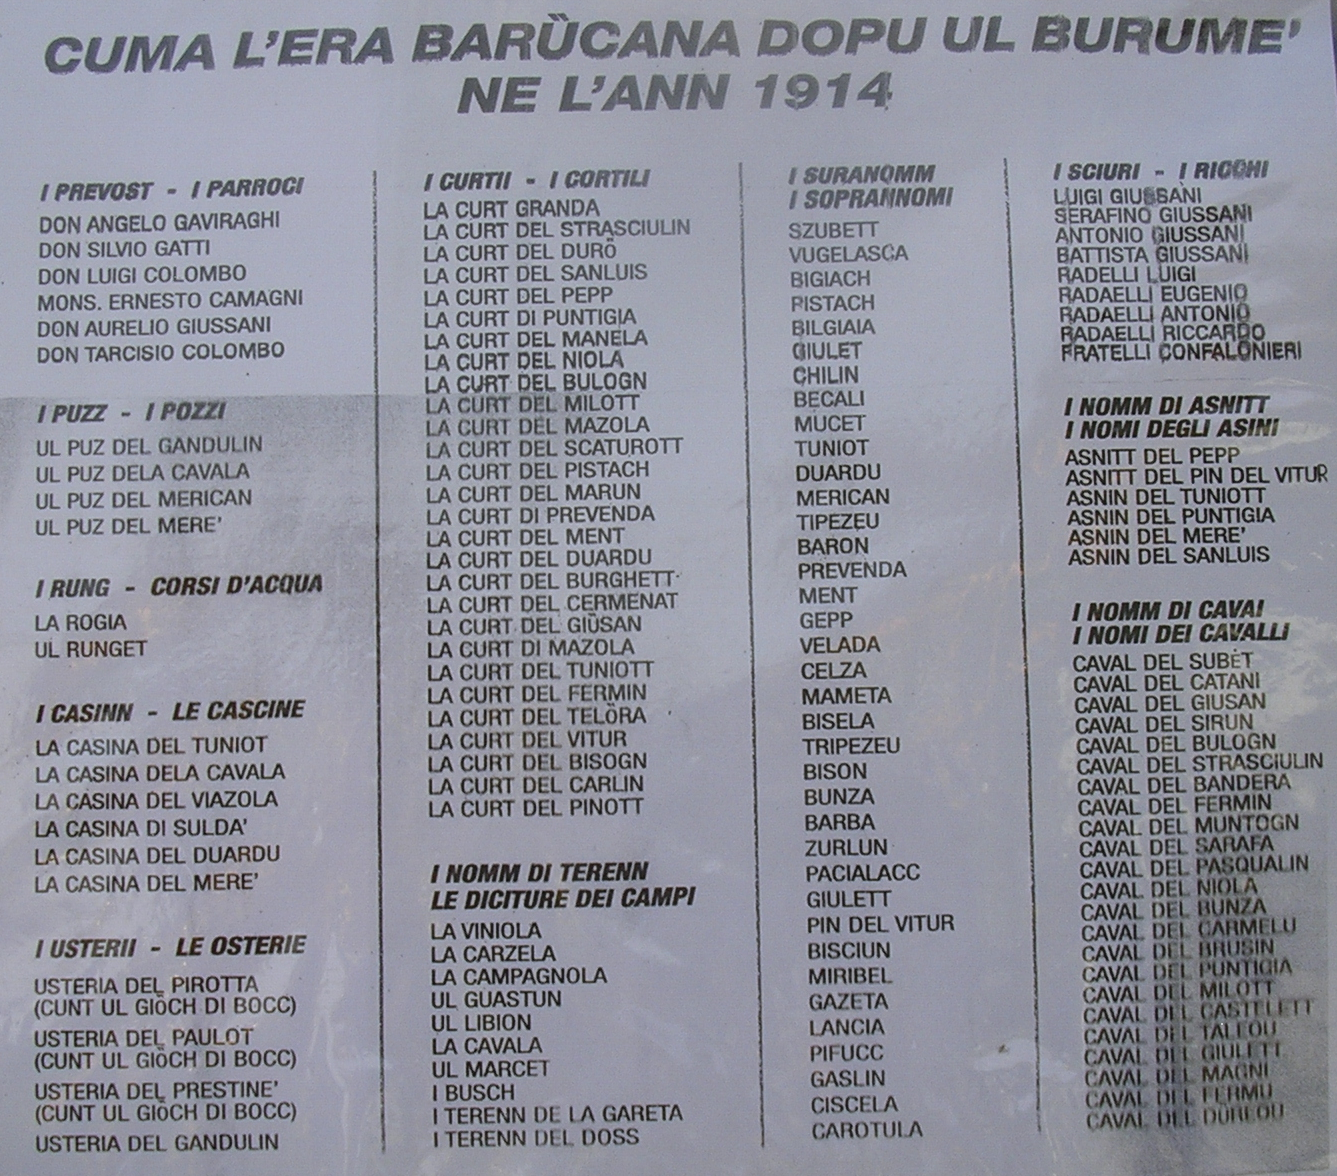 CUMA L'ERA BARÙCANA DOPU UL BURUME'
NE L'ANN 1914
I PREVOST - I PARROCI
DON ANGELO GAVIRAGHI
DON SILVIO GATTI
DON LUIGI COLOMBO
MONS. ERNESTO CAMAGNI
DON AURELIO GIUSSANI
DON TARCISIO COLOMBO
I PUZZ - I POZZI
UL PUZ DEL GANDULIN
UL PUZ DELA CAVALA
UL PUZ DEL MERICAN
UL PUZ DEL MERE'
I RUNG - CORSI D'ACQUA
LA ROGIA
UL RUNGET
I CASINN - LE CASCINE
LA CASINA DEL TUNIOT
LA CASINA DELA CAVALA
LA CASINA DEL VIAZOLA
LA CASINA DI SULDA'
LA CASINA DEL DUARDU
LA CASINA DEL MERE'
I USTERII - LE OSTERIE
USTERIA DEL PIROTTA
(CUNT UL GIÖCH DI BOCC)
USTERIA DEL PAULOT
(CUNT UL GIÖCH DI BOCC)
USTERIA DEL PRESTINE'
(CUNT UL GIÖCH DI BOCC)
USTERIA DEL GANDULIN
I CURTII - I CORTILI
LA CURT GRANDA
LA CURT DEL STRASCIULIN
LA CURT DEL DURÖ
LA CURT DEL SANLUIS
LA CURT DEL PEPP
LA CURT DI PUNTIGIA
LA CURT DEL MANELA
LA CURT DEL NIOLA
LA CURT DEL BULOGN
LA CURT DEL MILOTT
LA CURT DEL MAZOLA
LA CURT DEL SCATUROTT
LA CURT DEL PISTACH
LA CURT DEL MARUN
LA CURT DI PREVENDA
LA CURT DEL MENT
LA CURT DEL DUARDU
LA CURT DEL BURGHETT
LA CURT DEL CERMENAT
LA CURT DEL GIÜSAN
LA CURT DI MAZOLA
LA CURT DEL TUNIOTT
LA CURT DEL FERMIN
LA CURT DEL TELÖRA
LA CURT DEL VITUR
LA CURT DEL BISOGN
LA CURT DEL CARLIN
LA CURT DEL PINOTT
I NOMM DI TERENN
LE DICITURE DEI CAMPI
LA VINIOLA
LA CARZELA
LA CAMPAGNOLA
UL GUASTUN
UL LIBION
LA CAVALA
UL MARCET
I BUSCH
I TERENN DE LA GARETA
I TERENN DEL DOSS
I SURANOMM
I SOPRANNOMI
SZUBETT
VUGELASCA
BIGIACH
PISTACH
BILGIAIA
GIULET
CHILIN
BECALI
MUCET
TUNIOT
DUARDU
MERICAN
TIPEZEU
BARON
PREVENDA
MENT
GEPP
VELADA
CELZA
MAMETA
BISELA
TRIPEZEU
BISON
BUNZA
BARBA
ZURLUN
PACIALACC
GIULETT
PIN DEL VITUR
BISCIUN
MIRIBEL
GAZETA
LANCIA
PIFUCC
GASLIN
CISCELA
CAROTULA
I SCIURI - I RICCHI
LUIGI GIUSSANI
SERAFINO GIUSSANI
ANTONIO GIUSSANI
BATTISTA GIUSSANI
RADELLI LUIGI
RADAELLI EUGENIO
RADAELLI ANTONIO
RADAELLI RICCARDO
FRATELLI CONFALONIERI
I NOMM DI ASNITT
I NOMI DEGLI ASINI
ASNITT DEL PEPP
ASNITT DEL PIN DEL VITUR
ASNIN DEL TUNIOTT
ASNIN DEL PUNTIGIA
ASNIN DEL MERE'
ASNIN DEL SANLUIS
I NOMM DI CAVAI
I NOMI DEI CAVALLI
CAVAL DEL SUBÈT
CAVAL DEL CATANI
CAVAL DEL GIUSAN
CAVAL DEL SIRUN
CAVAL DEL BULOGN
CAVAL DEL STRASCIULIN
CAVAL DEL BANDERA
CAVAL DEL FERMIN
CAVAL DEL MUNTOGN
CAVAL DEL SARAFA
CAVAL DEL PASQUALIN
CAVAL DEL NIOLA
CAVAL DEL BUNZA
CAVAL DEL CARMELU
CAVAL DEL BRUSIN
CAVAL DEL PUNTIGIA
CAVAL DEL MILOTT
CAVAL DEL CASTELETT
CAVAL DEL
CAVAL DEL GIULETT
CAVAL DEL MAGNI
CAVAL DEL FERMU
CAVAL DEL